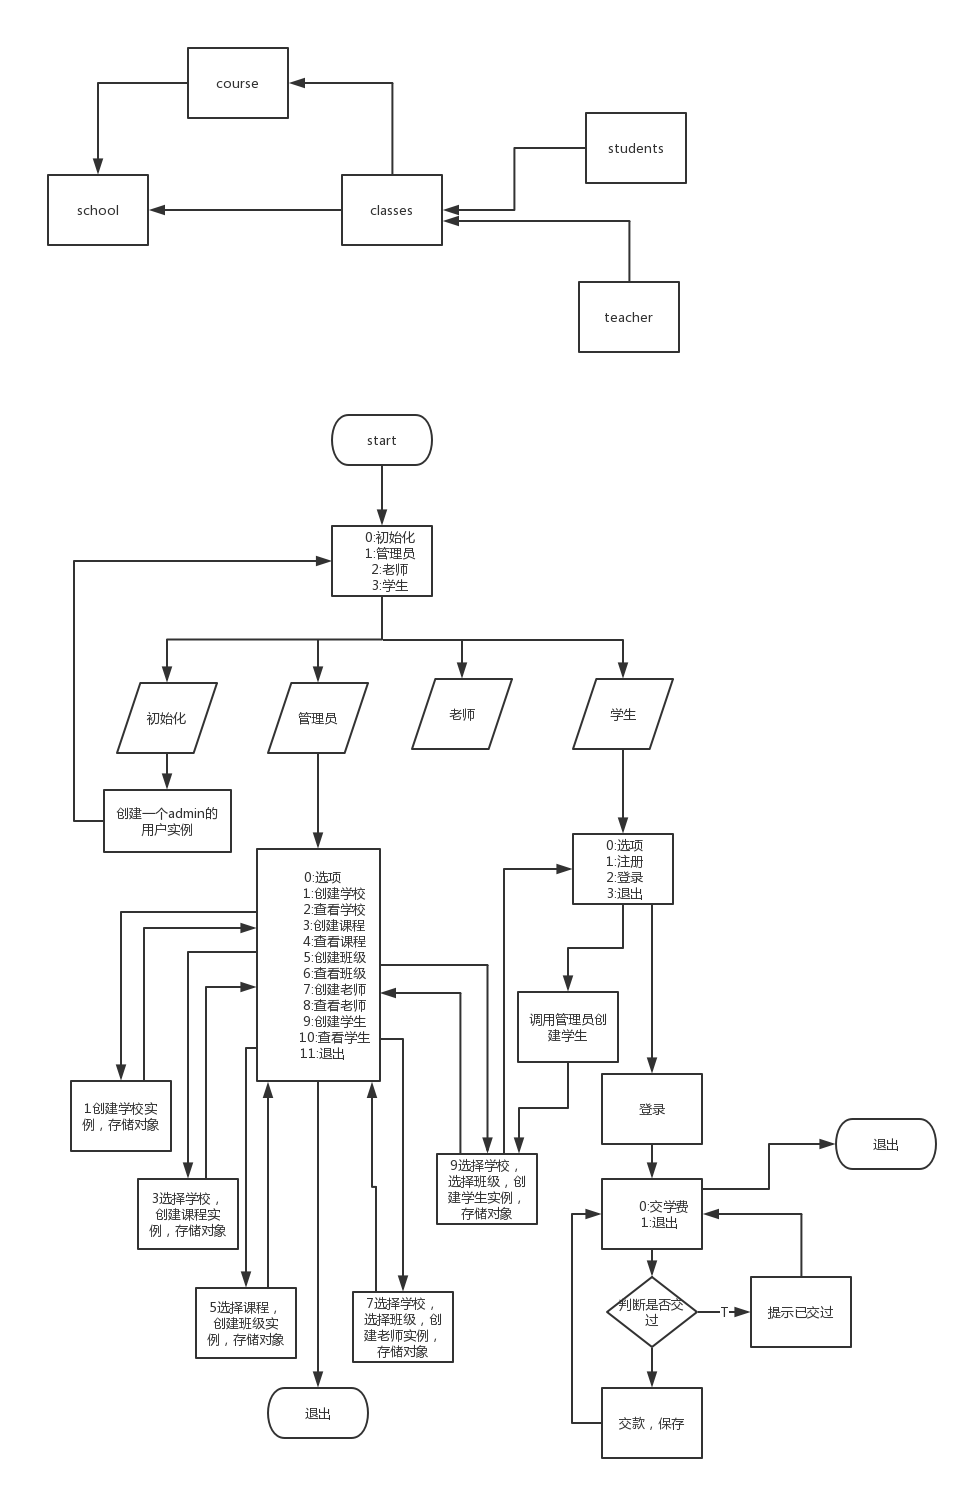 course
students
school
classes
teacher
start
0:初始化
1:管理员
2:老师
3:学生
初始化
管理员
老师
学生
创建一个admin的
用户实例
0:选项
1:注册
2:登录
3:退出
0:选项
1:创建学校
2:查看学校
3:创建课程
4:查看课程
5:创建班级
6:查看班级
7:创建老师
8:查看老师
9:创建学生
10:查看学生
11:退出
调用管理员创
建学生
1创建学校实
例，存储对象
登录
退出
3选择学校，
创建课程实
例，存储对象
9选择学校，
选择班级，创
建学生实例，
存储对象
0:交学费
1:退出
5选择课程，
创建班级实
例，存储对象
7选择学校，
选择班级，创
建老师实例，
存储对象
判断是否交
过
T
提示已交过
退出
交款，保存